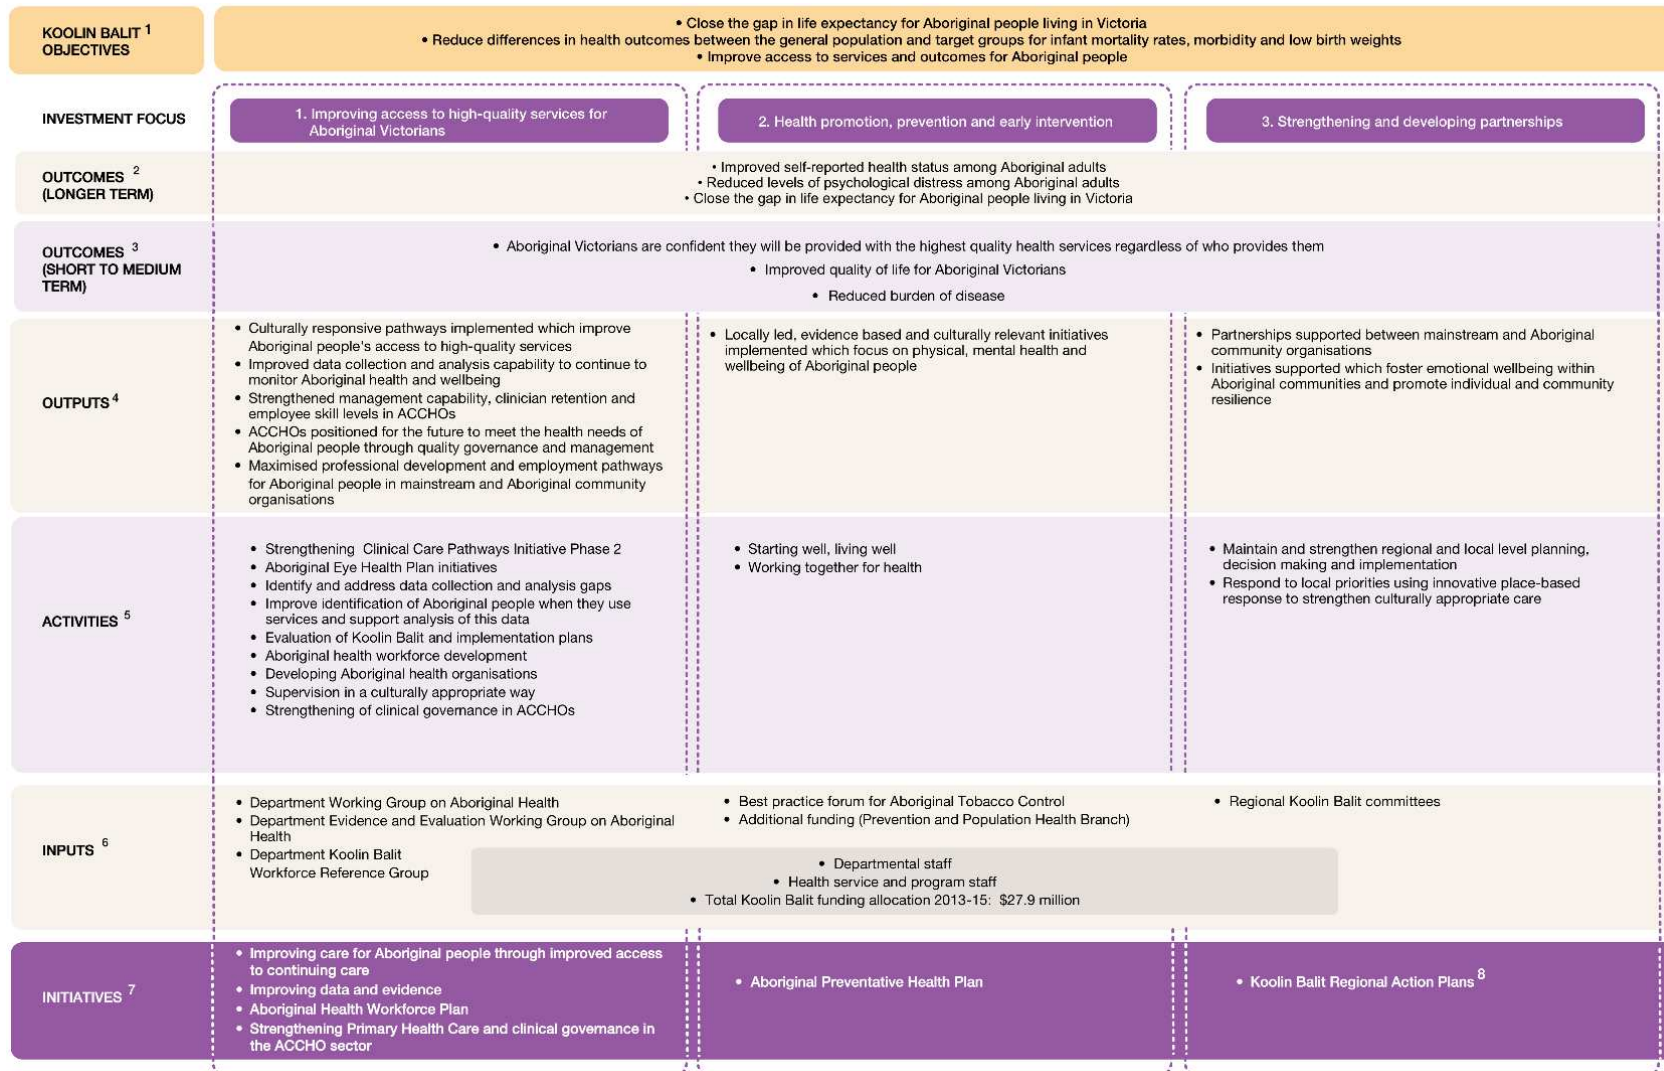 KOOLIN BALIT 1
OBJECTIVES
• Close the gap in life expectancy for Aboriginal people living in Victoria
• Reduce differences in health outcomes between the general population and target groups for infant mortality rates, morbidity and low birth weights
• Improve access to services and outcomes for Aboriginal people
INVESTMENT FOCUS
1. Improving access to high-quality services for
Aboriginal Victorians
2. Health promotion, prevention and early intervention
3. Strengthening and developing partnerships
OUTCOMES 2
(LONGER TERM)
• Improved self-reported health status among Aboriginal adults
• Reduced levels of psychological distress among Aboriginal adults
• Close the gap in life expectancy for Aboriginal people living in Victoria
OUTCOMES 3
(SHORT TO MEDIUM
TERM)
• Aboriginal Victorians are confident they will be provided with the highest quality health services regardless of who provides them
• Improved quality of life for Aboriginal Victorians
• Reduced burden of disease
OUTPUTS 4
• Culturally responsive pathways implemented which improve
Aboriginal people's access to high-quality services
• Improved data collection and analysis capability to continue to
monitor Aboriginal health and wellbeing
• Strengthened management capability, clinician retention and
employee skill levels in ACCHOs
• ACCHOs positioned for the future to meet the health needs of
Aboriginal people through quality governance and management
• Maximised professional development and employment pathways
for Aboriginal people in mainstream and Aboriginal community
organisations
• Locally led, evidence based and culturally relevant initiatives
implemented which focus on physical, mental health and
wellbeing of Aboriginal people
• Partnerships supported between mainstream and Aboriginal
community organisations
• Initiatives supported which foster emotional wellbeing within
Aboriginal communities and promote individual and community
resilience
ACTIVITIES 5
• Strengthening Clinical Care Pathways Initiative Phase 2
• Aboriginal Eye Health Plan initiatives
• Identify and address data collection and analysis gaps
• Improve identification of Aboriginal people when they use
services and support analysis of this data
• Evaluation of Koolin Balit and implementation plans
• Aboriginal health workforce development
• Developing Aboriginal health organisations
• Supervision in a culturally appropriate way
• Strengthening of clinical governance in ACCHOs
• Starting well, living well
• Working together for health
• Maintain and strengthen regional and local level planning,
decision making and implementation
• Respond to local priorities using innovative place-based
response to strengthen culturally appropriate care
INPUTS 6
• Department Working Group on Aboriginal Health
• Department Evidence and Evaluation Working Group on Aboriginal
Health
• Department Koolin Balit
Workforce Reference Group
• Best practice forum for Aboriginal Tobacco Control
• Additional funding (Prevention and Population Health Branch)
• Regional Koolin Balit committees
• Departmental staff
• Health service and program staff
• Total Koolin Balit funding allocation 2013-15: $27.9 million
INITIATIVES 7
• Improving care for Aboriginal people through improved access
to continuing care
• Improving data and evidence
• Aboriginal Health Workforce Plan
• Strengthening Primary Health Care and clinical governance in
the ACCHO sector
• Aboriginal Preventative Health Plan
• Koolin Balit Regional Action Plans 8